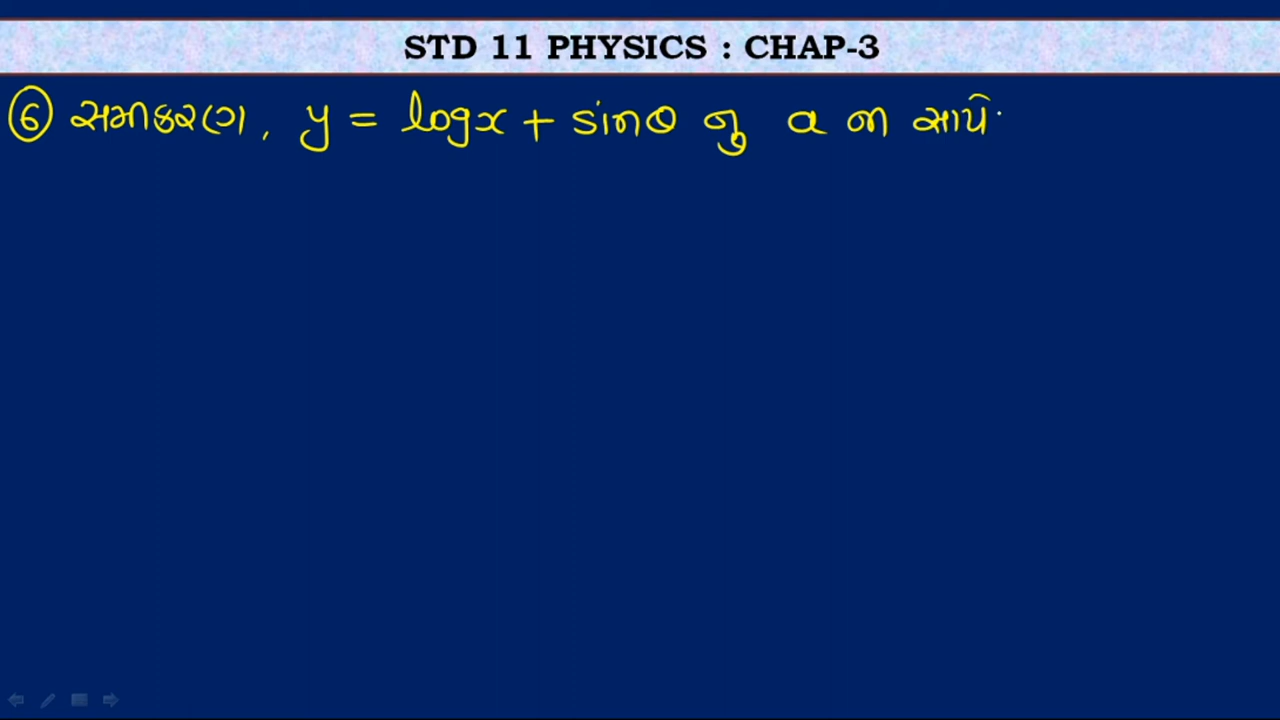 STD 11 PHYSICS : CHAP-3
⑥ સમીકરણ, y = logx + sinθ નુ a ના સાપે